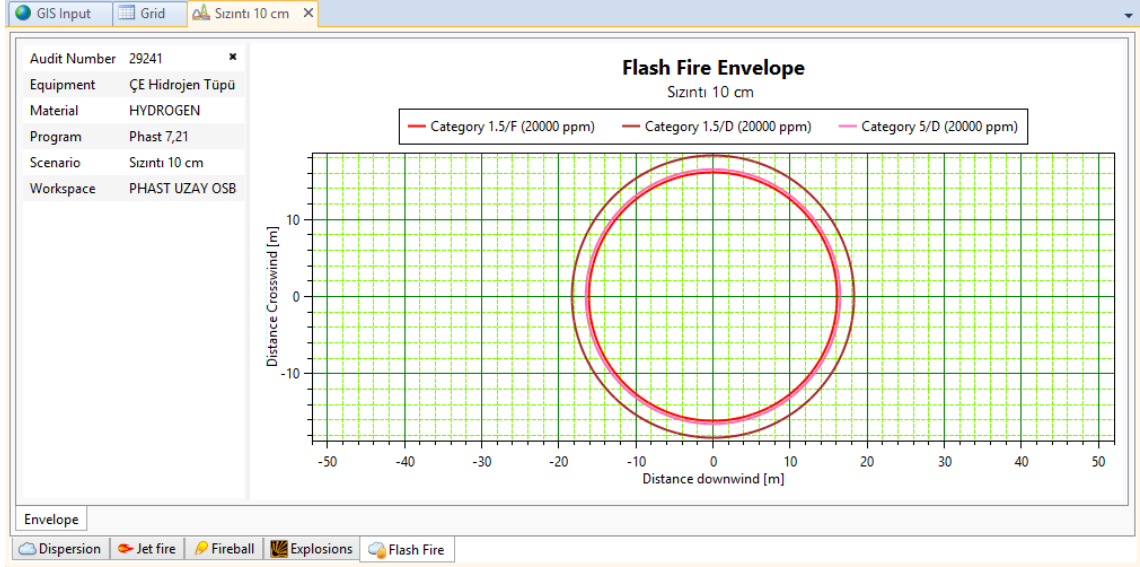 GIS Input Grid Sızıntı 10 cm
Audit Number 29241
Equipment ÇE Hidrojen Tüpü
Material HYDROGEN
Program Phast 7,21
Scenario Sızıntı 10 cm
Workspace PHAST UZAY OSB
Flash Fire Envelope
Sızıntı 10 cm
Category 1.5/F (20000 ppm) Category 1.5/D (20000 ppm) Category 5/D (20000 ppm)
Distance Crosswind [m]
10
0
-10
-50 -40 -30 -20 -10 0 10 20 30 40 50
Distance downwind [m]
Envelope
Dispersion Jet fire Fireball Explosions Flash Fire